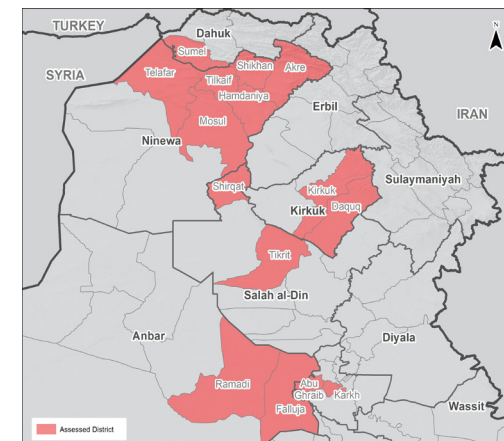 TURKEY
N
Dahuk
Sumel
SYRIA
Telafar
Shikhan
Akre
Tilkaif
Hamdaniya
Erbil
Mosul
IRAN
Ninewa
Shirqat
Kirkuk
Sulaymaniyah
Daquq
Kirkuk
Tikrit
Salah al-Din
Anbar
Diyala
Ramadi
Abu
Ghraib
Karkh
Falluja
Wassit
Assessed District